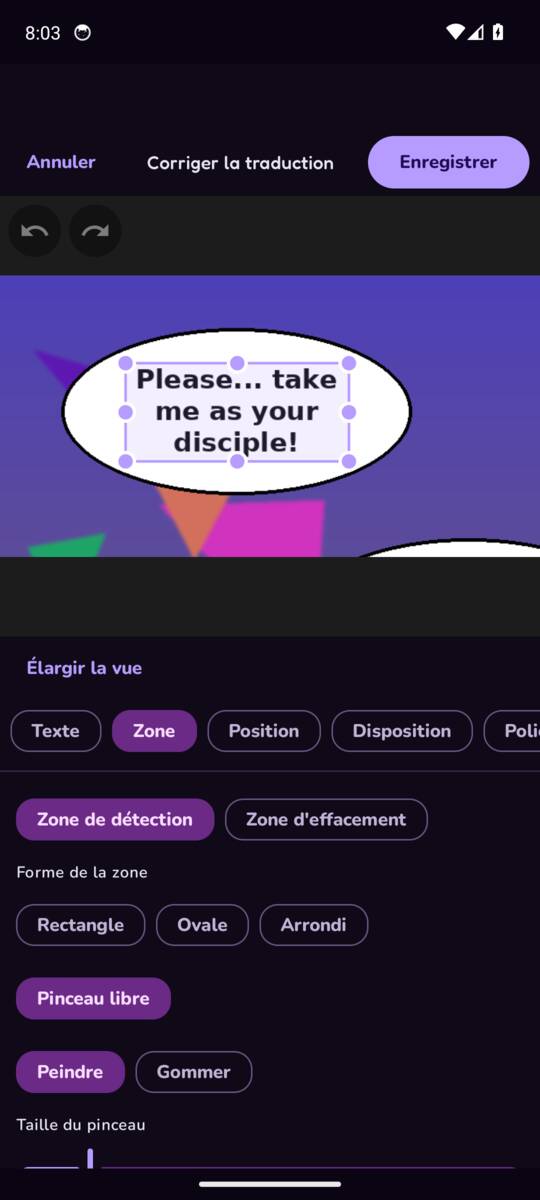 8:03
Annuler
Corriger la traduction
Enregistrer
Please... take
me as your
disciple!
Élargir la vue
Texte
Zone
Position
Disposition
Poli
Zone de détection
Zone d'effacement
Forme de la zone
Rectangle
Ovale
Arrondi
Pinceau libre
Peindre
Gommer
Taille du pinceau